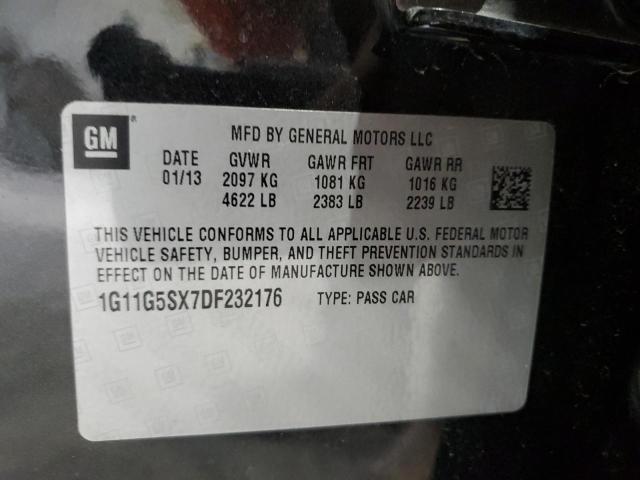 GM ®
MFD BY GENERAL MOTORS LLC
DATE GVWR GAWR FRT GAWR RR
01/13 2097 KG 1081 KG 1016 KG
4622 LB 2383 LB 2239 LB
THIS VEHICLE CONFORMS TO ALL APPLICABLE U.S. FEDERAL MOTOR
VEHICLE SAFETY, BUMPER, AND THEFT PREVENTION STANDARDS IN
EFFECT ON THE DATE OF MANUFACTURE SHOWN ABOVE.
1G11G5SX7DF232176 TYPE: PASS CAR